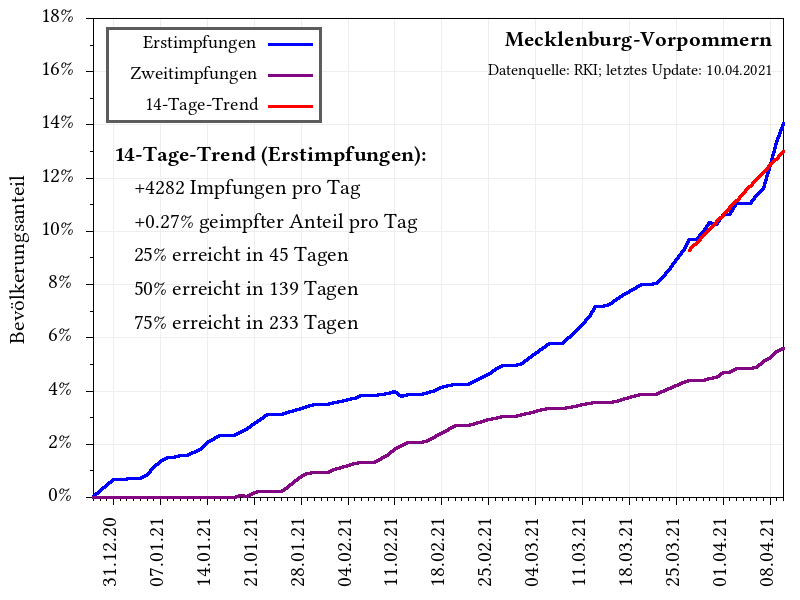 Mecklenburg-Vorpommern
Datenquelle: RKI; letztes Update: 10.04.2021
Erstimpfungen
Zweitimpfungen
14-Tage-Trend
14-Tage-Trend (Erstimpfungen):
+4282 Impfungen pro Tag
+0.27% geimpfter Anteil pro Tag
25% erreicht in 45 Tagen
50% erreicht in 139 Tagen
75% erreicht in 233 Tagen
Bevölkerungsanteil
18%
16%
14%
12%
10%
8%
6%
4%
2%
0%
31.12.20
07.01.21
14.01.21
21.01.21
28.01.21
04.02.21
11.02.21
18.02.21
25.02.21
04.03.21
11.03.21
18.03.21
25.03.21
01.04.21
08.04.21